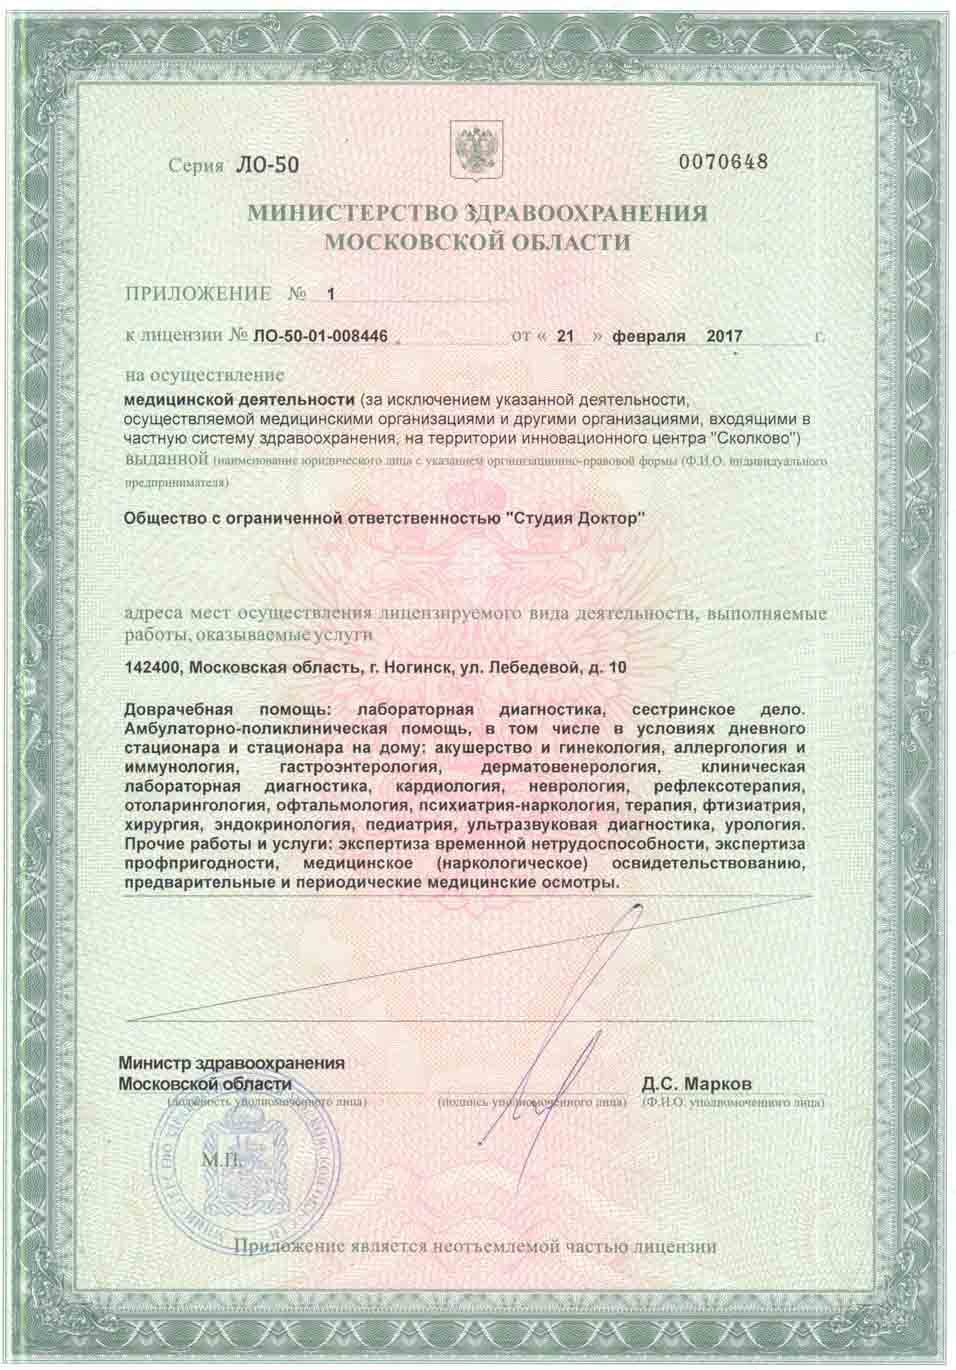 Серия ЛО-50
0070648
МИНИСТЕРСТВО ЗДРАВООХРАНЕНИЯ
МОСКОВСКОЙ ОБЛАСТИ
ПРИЛОЖЕНИЕ № 1
к лицензии № ЛО-50-01-008446 от « 21 » февраля 2017 г.
на осуществление
медицинской деятельности (за исключением указанной деятельности,
осуществляемой медицинскими организациями и другими организациями, входящими в
частную систему здравоохранения, на территории инновационного центра "Сколково")
выданной (наименование юридического лица с указанием организационно-правовой формы (Ф.И.О. индивидуального
предпринимателя)
Общество с ограниченной ответственностью "Студия Доктор"
адреса мест осуществления лицензируемого вида деятельности, выполняемые
работы, оказываемые услуги
142400, Московская область, г. Ногинск, ул. Лебедевой, д. 10
Доврачебная помощь: лабораторная диагностика, сестринское дело.
Амбулаторно-поликлиническая помощь, в том числе в условиях дневного
стационара и стационара на дому: акушерство и гинекология, аллергология и
иммунология, гастроэнтерология, дерматовенерология, клиническая
лабораторная диагностика, кардиология, неврология, рефлексотерапия,
отоларингология, офтальмология, психиатрия-наркология, терапия, фтизиатрия,
хирургия, эндокринология, педиатрия, ультразвуковая диагностика, урология.
Прочие работы и услуги: экспертиза временной нетрудоспособности, экспертиза
профпригодности, медицинское (наркологическое) освидетельствованию,
предварительные и периодические медицинские осмотры.
Министр здравоохранения
Московской области
Д.С. Марков
(должность уполномоченного лица) (подпись уполномоченного лица) (Ф.И.О. уполномоченного лица)
М.П.
Приложение является неотъемлемой частью лицензии